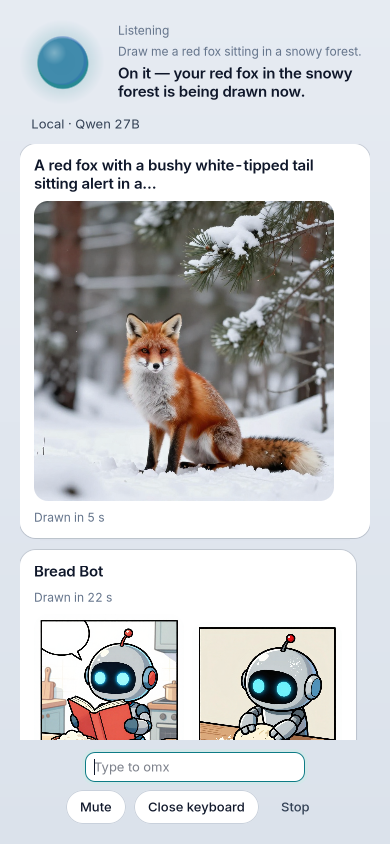 Listening
Draw me a red fox sitting in a snowy forest.
On it — your red fox in the snowy
forest is being drawn now.
Local · Qwen 27B
A red fox with a bushy white-tipped tail
sitting alert in a...
Drawn in 5 s
Bread Bot
Drawn in 22 s
Type to omx
Mute
Close keyboard
Stop